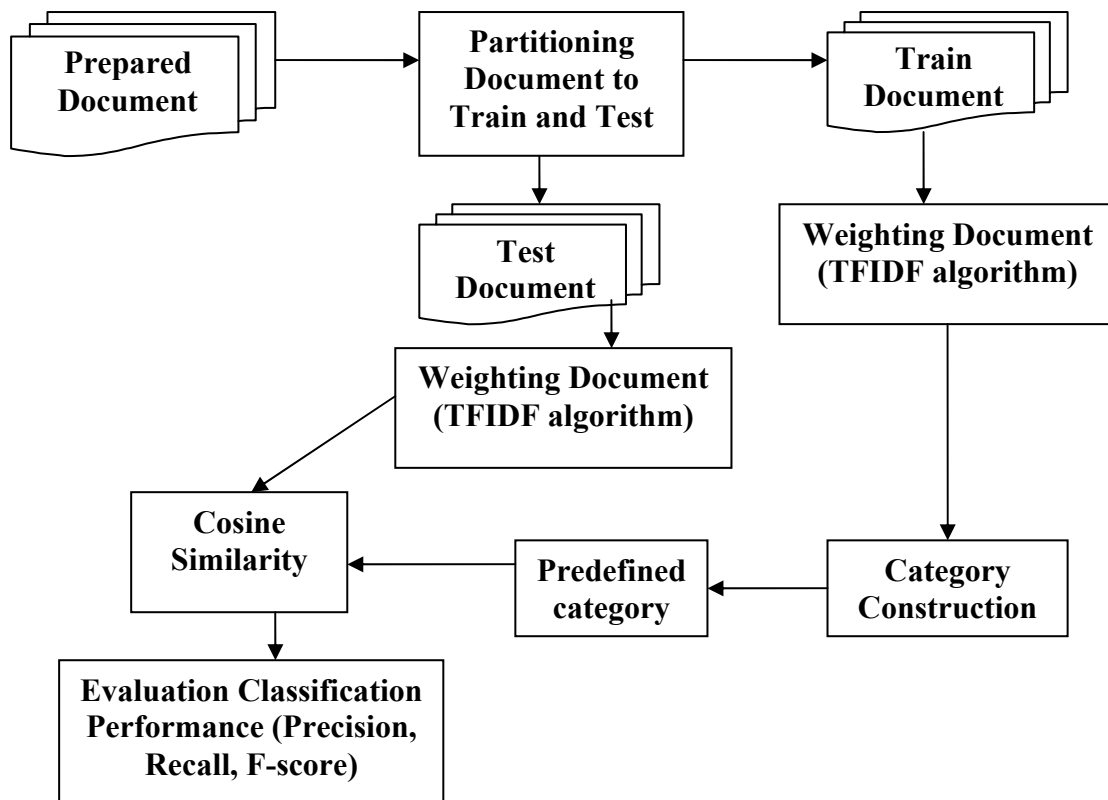 Prepared
Document
Partitioning
Document to
Train and Test
Train
Document
Test
Document
Weighting Document
(TFIDF algorithm)
Weighting Document
(TFIDF algorithm)
Cosine
Similarity
Predefined
category
Category
Construction
Evaluation Classification
Performance (Precision,
Recall, F-score)